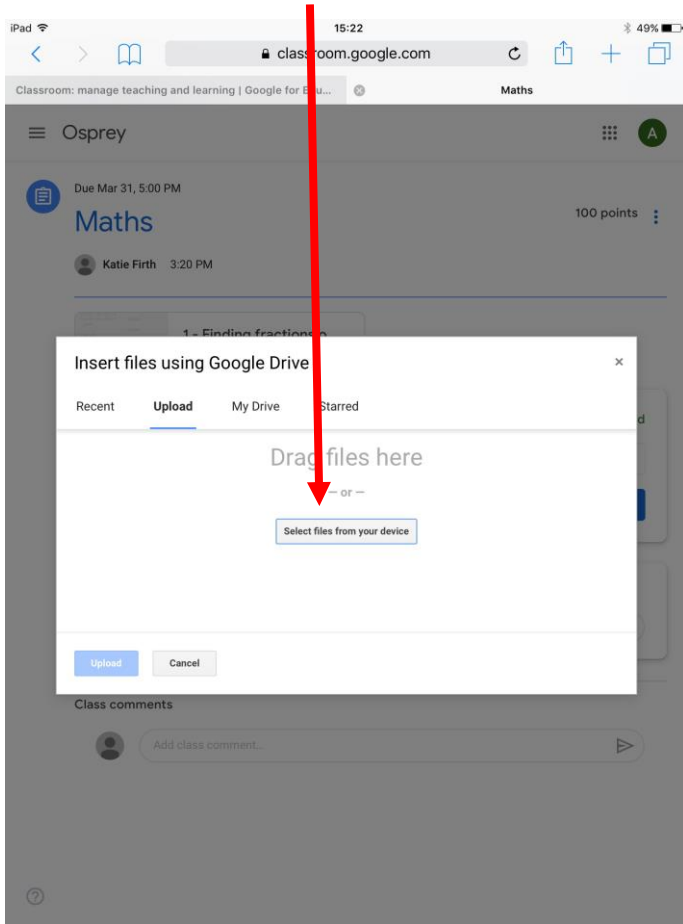 iPad 15:22 49%
classroom.google.com
Classroom: manage teaching and learning | Google for Edu... Maths
Osprey A
Due Mar 31, 5:00 PM
Maths 100 points
Katie Firth 3:20 PM
1 - Finding fractions o
Insert files using Google Drive ×
Recent Upload My Drive Starred
d
Drag files here
— or —
Select files from your device
Upload Cancel
Class comments
Add class comment...